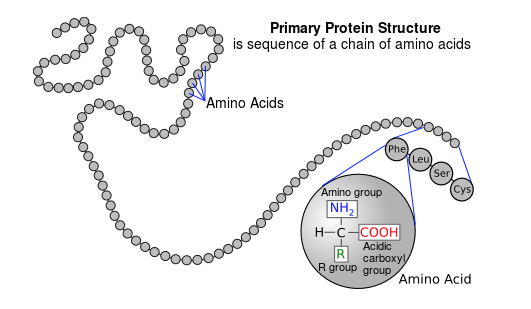 Primary Protein Structure
is sequence of a chain of amino acids
Amino Acids
Phe
Leu
Ser
Cys
Amino group
NH2
H C COOH
R
Acidic
carboxyl
group
R group
Amino Acid